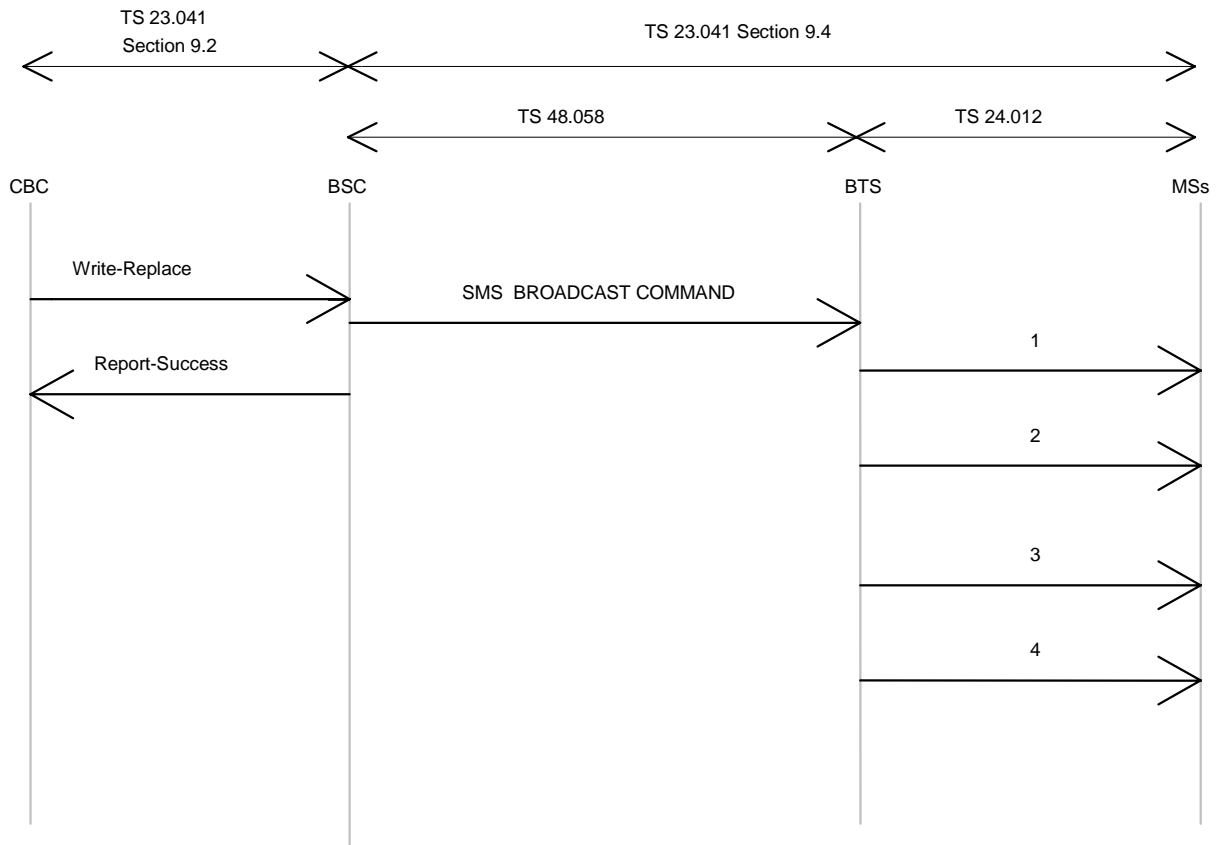 TS 23.041
Section 9.2
TS 23.041 Section 9.4
TS 48.058
TS 24.012
CBC
BSC
BTS
MSs
Write-Replace
SMS BROADCAST COMMAND
1
Report-Success
2
3
4